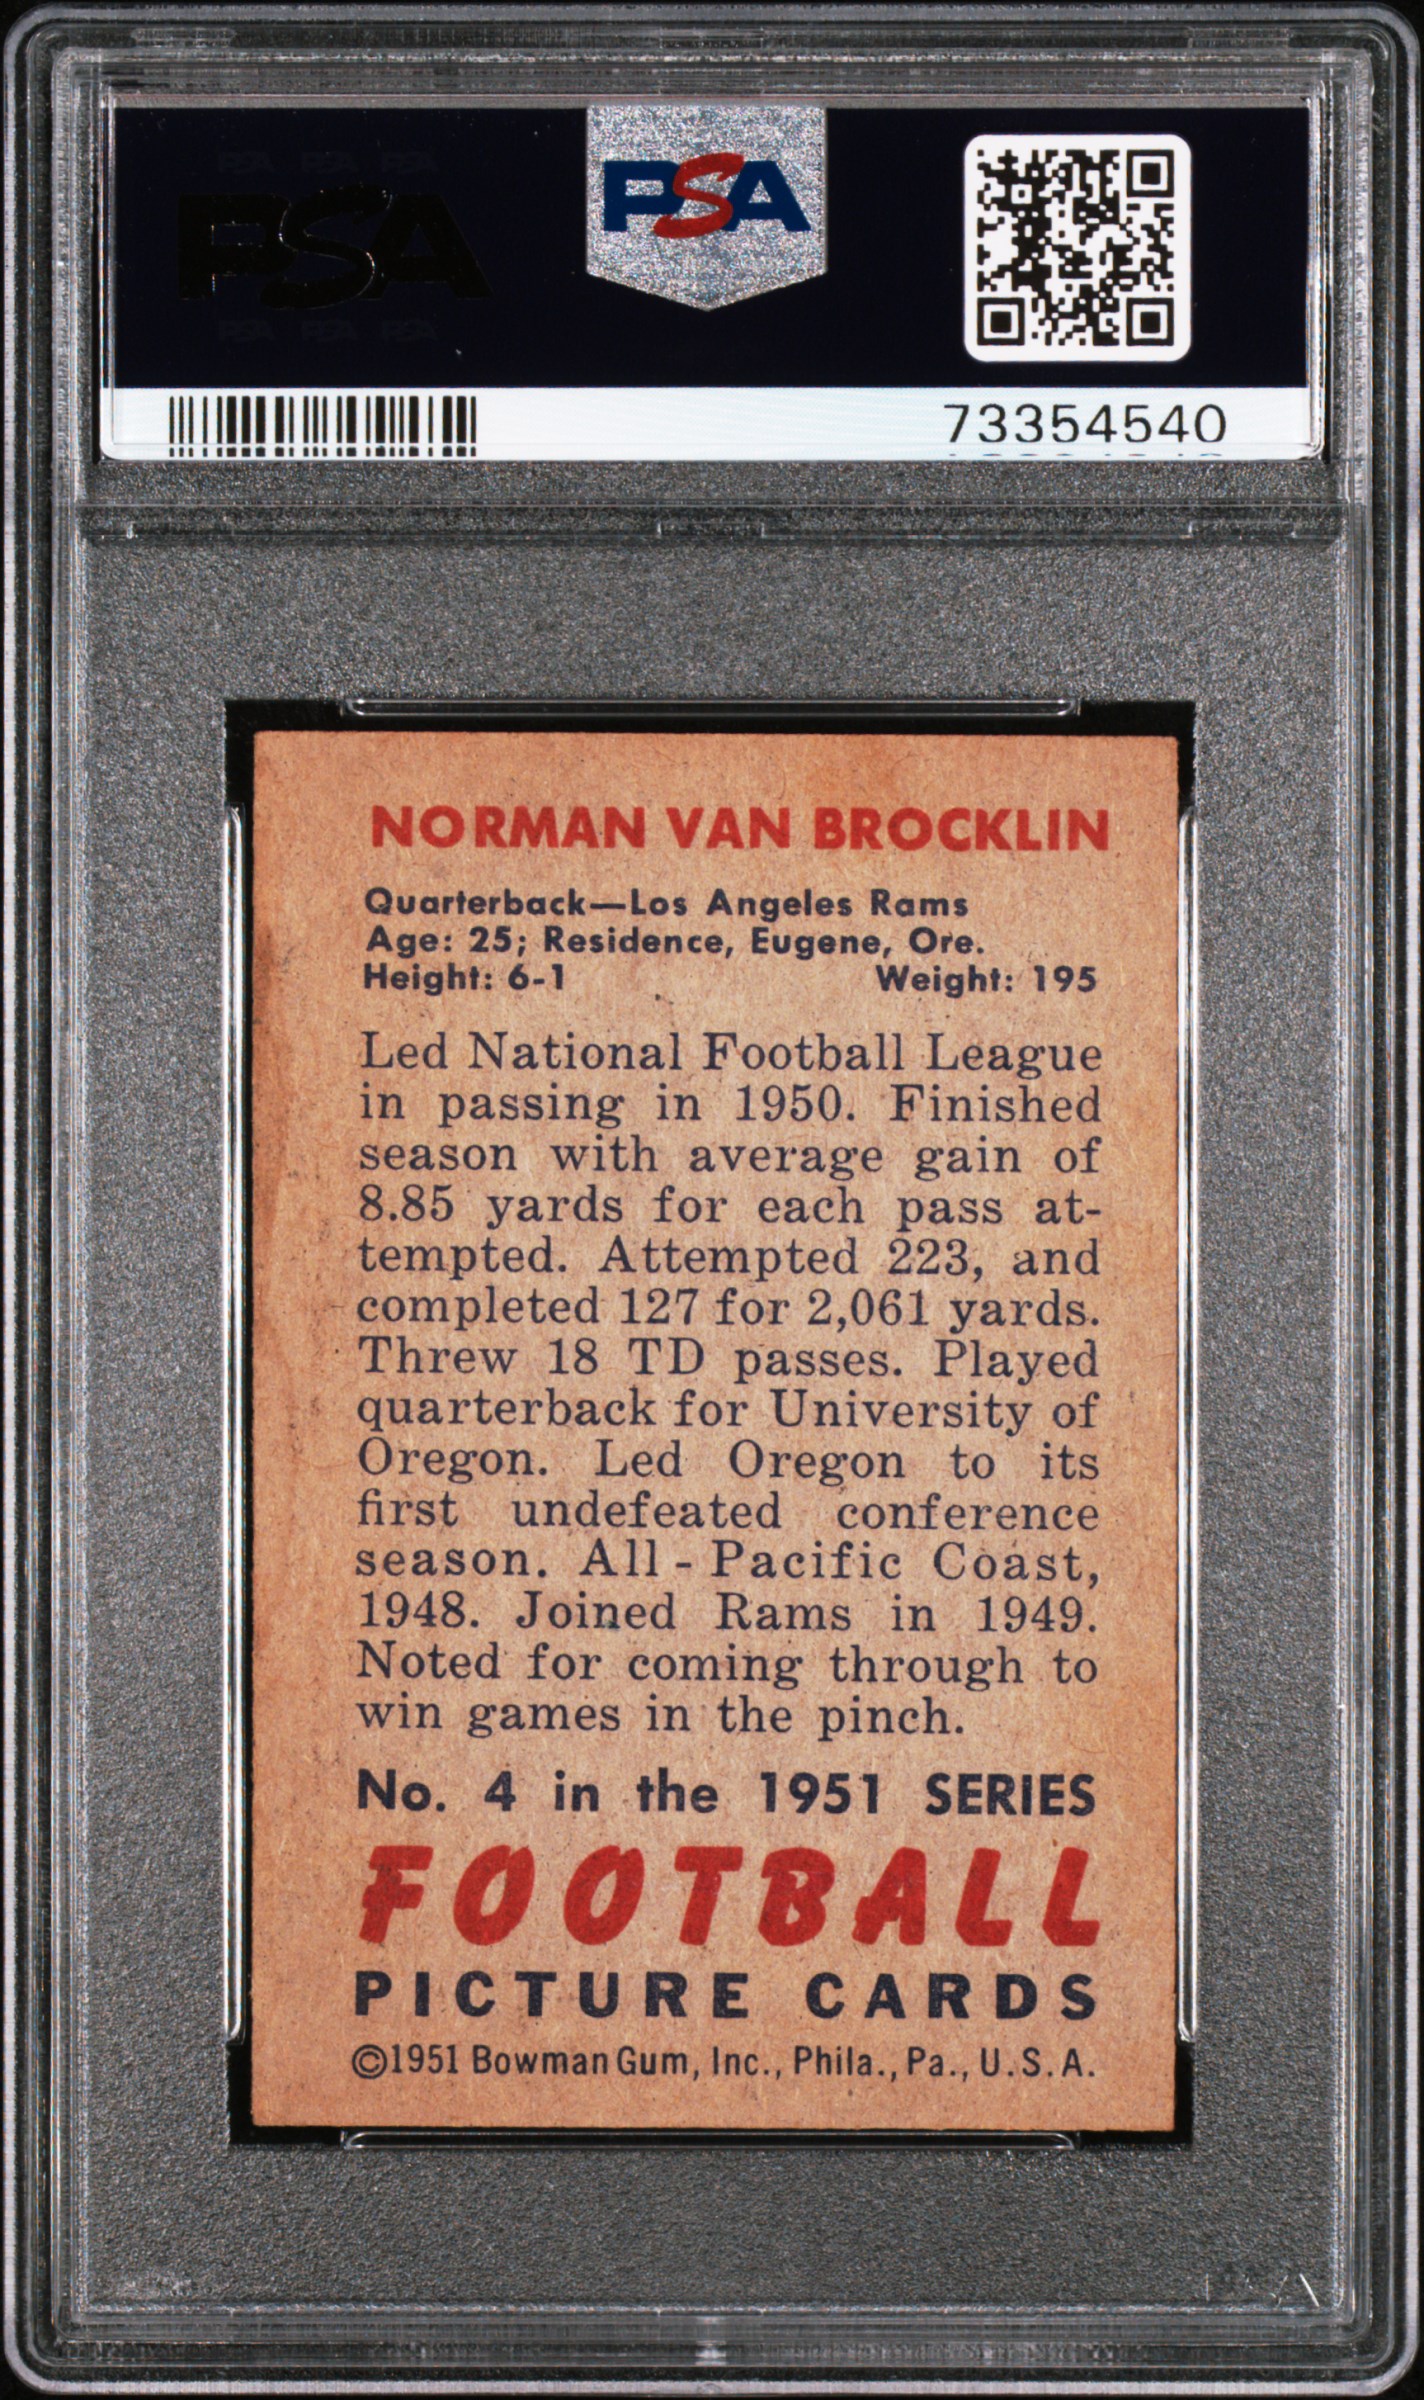 PSA
PSA
73354540
NORMAN VAN BROCKLIN
Quarterback—Los Angeles Rams
Age: 25; Residence, Eugene, Ore.
Height: 6-1 Weight: 195
Led National Football League
in passing in 1950. Finished
season with average gain of
8.85 yards for each pass at-
tempted. Attempted 223, and
completed 127 for 2,061 yards.
Threw 18 TD passes. Played
quarterback for University of
Oregon. Led Oregon to its
first undefeated conference
season. All-Pacific Coast,
1948. Joined Rams in 1949.
Noted for coming through to
win games in the pinch.
No. 4 in the 1951 SERIES
FOOTBALL
PICTURE CARDS
©1951 Bowman Gum, Inc., Phila., Pa., U.S.A.